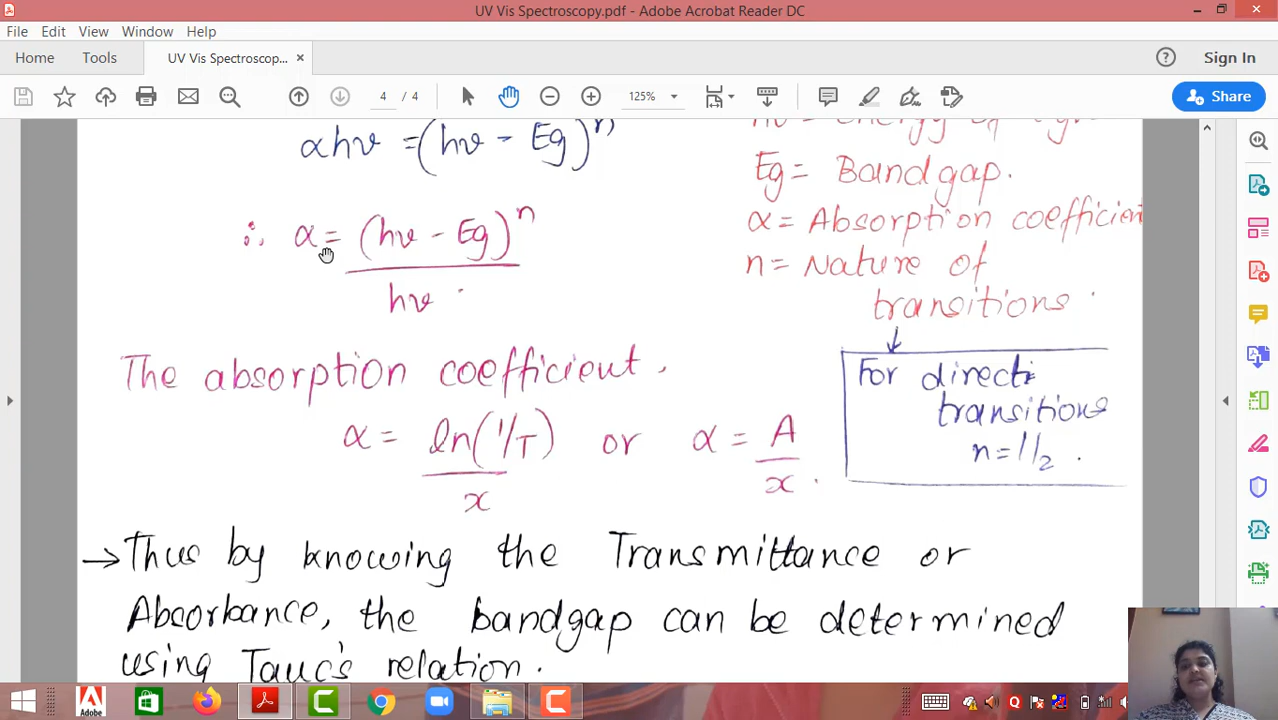 UV Vis Spectroscopy.pdf - Adobe Acrobat Reader DC
File Edit View Window Help
Home Tools UV Vis Spectroscop... × Sign In
4 / 4 125% Share
αhν = (hν - Eg)ⁿ
Eg = Bandgap.
∴ α = (hν - Eg)ⁿ
hν
α = Absorption coefficien
n = Nature of
transitions.
The absorption coefficient.
For direct
transitions
n = 1/2.
α = ln(1/T) or α = A
x x.
→ Thus by knowing the Transmittance or
Absorbance, the bandgap can be determined
using Tauc's relation.
Adobe